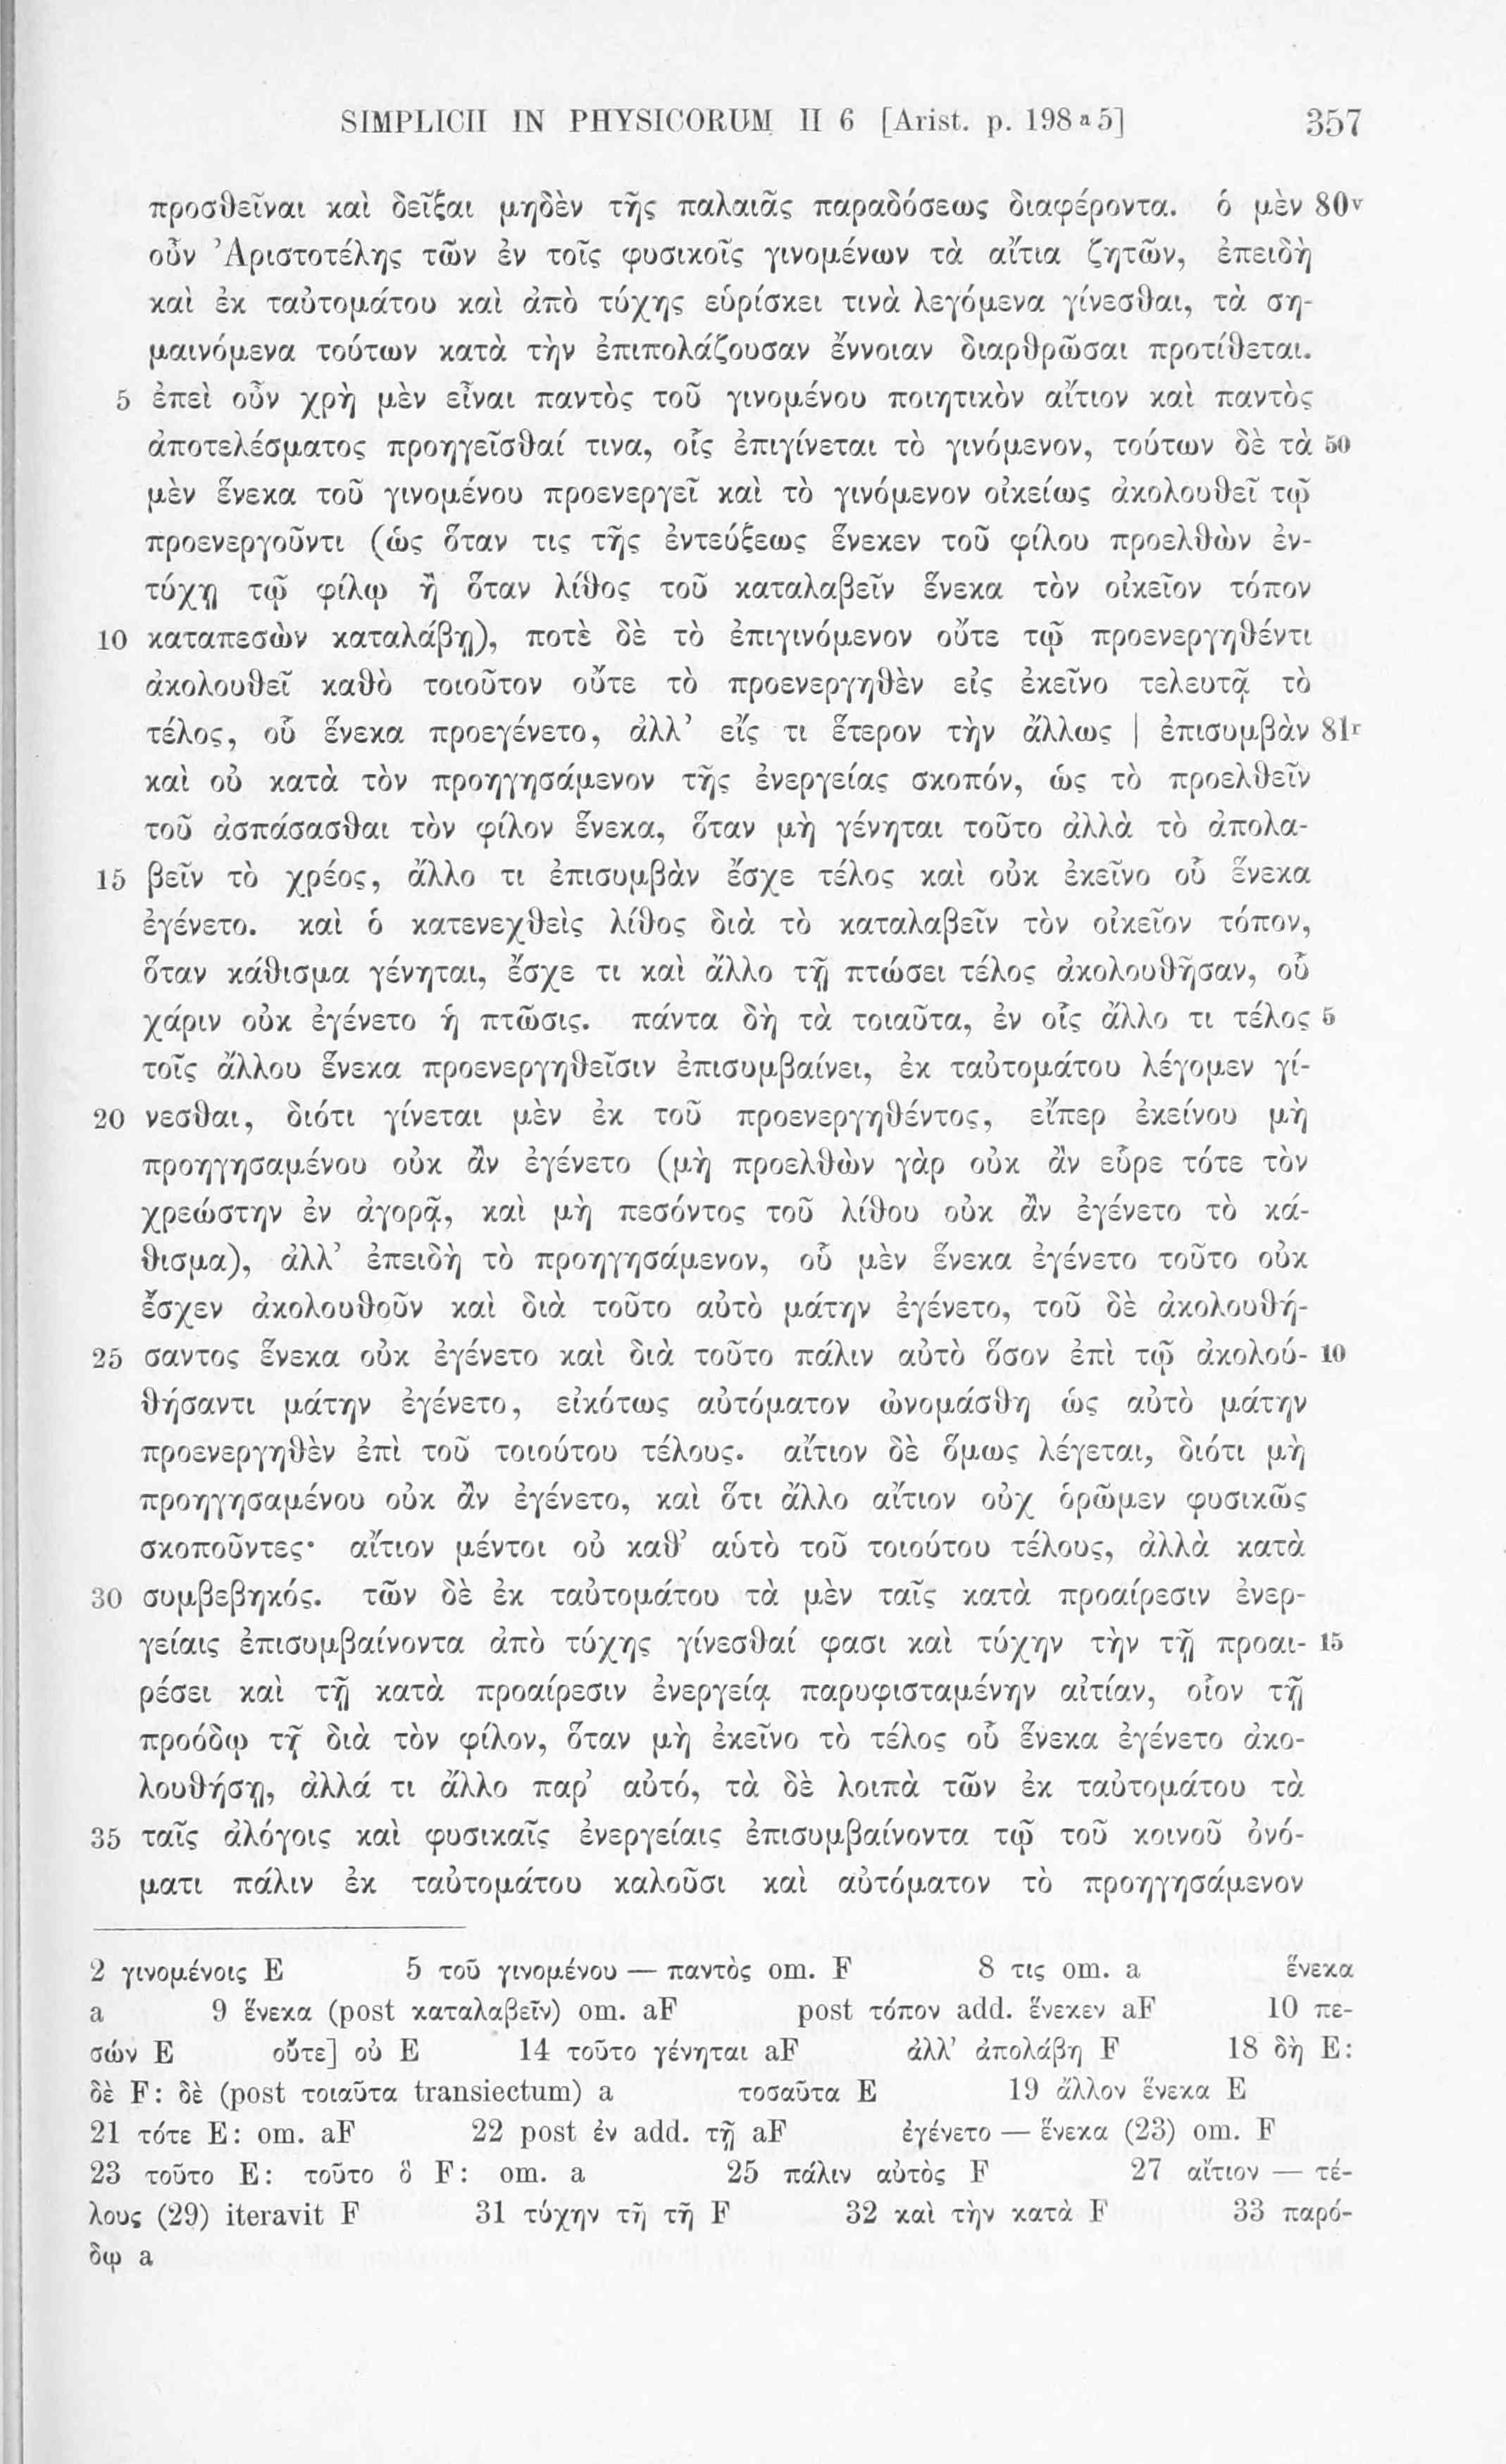 SIMPLICII IN PHYSICORUM II 6 [Arist. p. 198 a 5] 357
προσθεῖναι καὶ δεῖξαι μηδὲν τῆς παλαιᾶς παραδόσεως διαφέροντα. ὁ μὲν 80v
οὖν Ἀριστοτέλης τῶν ἐν τοῖς φυσικοῖς γινομένων τὰ αἴτια ζητῶν, ἐπειδὴ
καὶ ἐκ ταὐτομάτου καὶ ἀπὸ τύχης εὑρίσκει τινὰ λεγόμενα γίνεσθαι, τὰ ση-
μαινόμενα τούτων κατὰ τὴν ἐπιπολάζουσαν ἔννοιαν διαρθρῶσαι προτίθεται.
5 ἐπεὶ οὖν χρὴ μὲν εἶναι παντὸς τοῦ γινομένου ποιητικὸν αἴτιον καὶ παντὸς
ἀποτελέσματος προηγεῖσθαί τινα, οἷς ἐπιγίνεται τὸ γινόμενον, τούτων δὲ τὰ 50
μὲν ἕνεκα τοῦ γινομένου προενεργεῖ καὶ τὸ γινόμενον οἰκείως ἀκολουθεῖ τῷ
προενεργοῦντι (ὡς ὅταν τις τῆς ἐντεύξεως ἕνεκεν τοῦ φίλου προελθὼν ἐν-
τύχῃ τῷ φίλῳ ἢ ὅταν λίθος τοῦ καταλαβεῖν ἕνεκα τὸν οἰκεῖον τόπον
10 καταπεσὼν καταλάβῃ), ποτὲ δὲ τὸ ἐπιγινόμενον οὔτε τῷ προενεργηθέντι
ἀκολουθεῖ καθὸ τοιοῦτον οὔτε τὸ προενεργηθὲν εἰς ἐκεῖνο τελευτᾷ τὸ
τέλος, οὗ ἕνεκα προεγένετο, ἀλλ’ εἴς τι ἕτερον τὴν ἄλλως | ἐπισυμβὰν 81r
καὶ οὐ κατὰ τὸν προηγησάμενον τῆς ἐνεργείας σκοπόν, ὡς τὸ προελθεῖν
τοῦ ἀσπάσασθαι τὸν φίλον ἕνεκα, ὅταν μὴ γένηται τοῦτο ἀλλὰ τὸ ἀπολα-
15 βεῖν τὸ χρέος, ἄλλο τι ἐπισυμβὰν ἔσχε τέλος καὶ οὐκ ἐκεῖνο οὗ ἕνεκα
ἐγένετο. καὶ ὁ κατενεχθεὶς λίθος διὰ τὸ καταλαβεῖν τὸν οἰκεῖον τόπον,
ὅταν κάθισμα γένηται, ἔσχε τι καὶ ἄλλο τῇ πτώσει τέλος ἀκολουθῆσαν, οὗ
χάριν οὐκ ἐγένετο ἡ πτῶσις. πάντα δὴ τὰ τοιαῦτα, ἐν οἷς ἄλλο τι τέλος 5
τοῖς ἄλλου ἕνεκα προενεργηθεῖσιν ἐπισυμβαίνει, ἐκ ταὐτομάτου λέγομεν γί-
20 νεσθαι, διότι γίνεται μὲν ἐκ τοῦ προενεργηθέντος, εἴπερ ἐκείνου μὴ
προηγησαμένου οὐκ ἂν ἐγένετο (μὴ προελθὼν γὰρ οὐκ ἂν εὗρε τότε τὸν
χρεώστην ἐν ἀγορᾷ, καὶ μὴ πεσόντος τοῦ λίθου οὐκ ἂν ἐγένετο τὸ κά-
θισμα), ἀλλ’ ἐπειδὴ τὸ προηγησάμενον, οὗ μὲν ἕνεκα ἐγένετο τοῦτο οὐκ
ἔσχεν ἀκολουθοῦν καὶ διὰ τοῦτο αὐτὸ μάτην ἐγένετο, τοῦ δὲ ἀκολουθή-
25 σαντος ἕνεκα οὐκ ἐγένετο καὶ διὰ τοῦτο πάλιν αὐτὸ ὅσον ἐπὶ τῷ ἀκολού- 10
θήσαντι μάτην ἐγένετο, εἰκότως αὐτόματον ὠνομάσθη ὡς αὐτὸ μάτην
προενεργηθὲν ἐπὶ τοῦ τοιούτου τέλους. αἴτιον δὲ ὅμως λέγεται, διότι μὴ
προηγησαμένου οὐκ ἂν ἐγένετο, καὶ ὅτι ἄλλο αἴτιον οὐχ ὁρῶμεν φυσικῶς
σκοποῦντες· αἴτιον μέντοι οὐ καθ’ αὑτὸ τοῦ τοιούτου τέλους, ἀλλὰ κατὰ
30 συμβεβηκός. τῶν δὲ ἐκ ταὐτομάτου τὰ μὲν ταῖς κατὰ προαίρεσιν ἐνερ-
γείαις ἐπισυμβαίνοντα ἀπὸ τύχης γίνεσθαί φασι καὶ τύχην τὴν τῇ προαι- 15
ρέσει καὶ τῇ κατὰ προαίρεσιν ἐνεργείᾳ παρυφισταμένην αἰτίαν, οἷον τῇ
προόδῳ τῇ διὰ τὸν φίλον, ὅταν μὴ ἐκεῖνο τὸ τέλος οὗ ἕνεκα ἐγένετο ἀκο-
λουθήσῃ, ἀλλά τι ἄλλο παρ’ αὐτό, τὰ δὲ λοιπὰ τῶν ἐκ ταὐτομάτου τὰ
35 ταῖς ἀλόγοις καὶ φυσικαῖς ἐνεργείαις ἐπισυμβαίνοντα τῷ τοῦ κοινοῦ ὀνό-
ματι πάλιν ἐκ ταὐτομάτου καλοῦσι καὶ αὐτόματον τὸ προηγησάμενον
2 γινομένοις E 5 τοῦ γινομένου — παντὸς om. F 8 τις om. a ἕνεκα
a 9 ἕνεκα (post καταλαβεῖν) om. aF post τόπον add. ἕνεκεν aF 10 πε-
σών E οὔτε] οὐ E 14 τοῦτο γένηται aF ἀλλ’ ἀπολάβη F 18 δὴ E:
δὲ F: δὲ (post τοιαῦτα transiectum) a τοσαῦτα E 19 ἄλλον ἕνεκα E
21 τότε E: om. aF 22 post ἐν add. τῇ aF ἐγένετο — ἕνεκα (23) om. F
23 τοῦτο E: τοῦτο ὃ F: om. a 25 πάλιν αὐτὸς F 27 αἴτιον — τέ-
λους (29) iteravit F 31 τύχην τῆ τῆ F 32 καὶ τὴν κατὰ F 33 παρό-
δῳ a